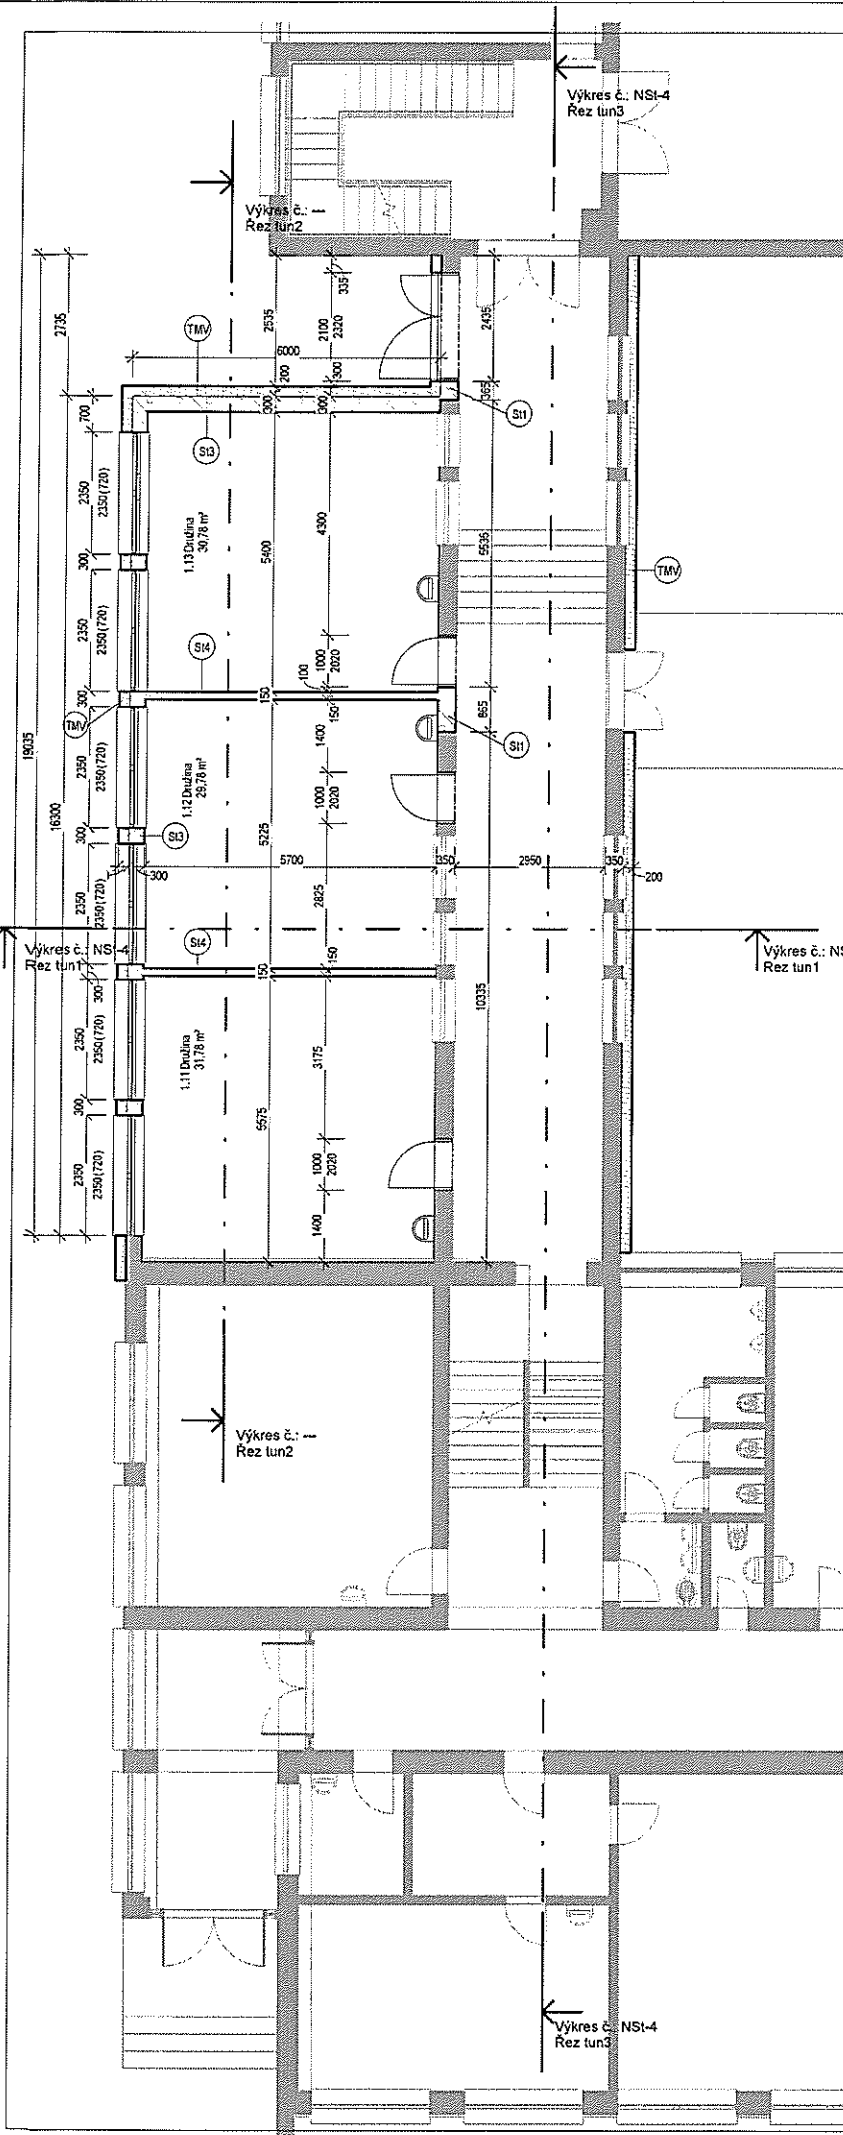 Výkres č.: NSt-4
Řez tun3
Výkres č.: ---
Řez tun2
335
2735
2535
2100
2320
2435
TMV
6000
200
300
365
700
300
300
St1
St3
2350
2350(720)
1.13 Družina
30,78 m²
5400
4300
5535
300
TMV
2350
2350(720)
St4
100
1000
2020
300
150
150
865
TMV
St1
19035
16300
2350
2350(720)
1.12 Družina
29,78 m²
1400
1000
2020
5225
300
St3
5700
350
2950
350
300
200
2350
2350(720)
2825
Výkres č.: NSt-4
Řez tun1
St4
150
150
Výkres č.: NS
Řez tun1
300
10335
2350
2350(720)
1.11 Družina
31,78 m²
3175
5575
300
1000
2020
2350
2350(720)
1400
Výkres č.: ---
Řez tun2
Výkres č.: NSt-4
Řez tun3